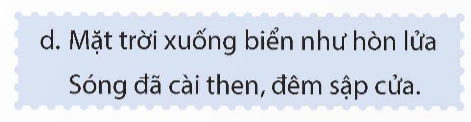 d. Mặt trời xuống biển như hòn lửa
Sóng đã cài then, đêm sập cửa.